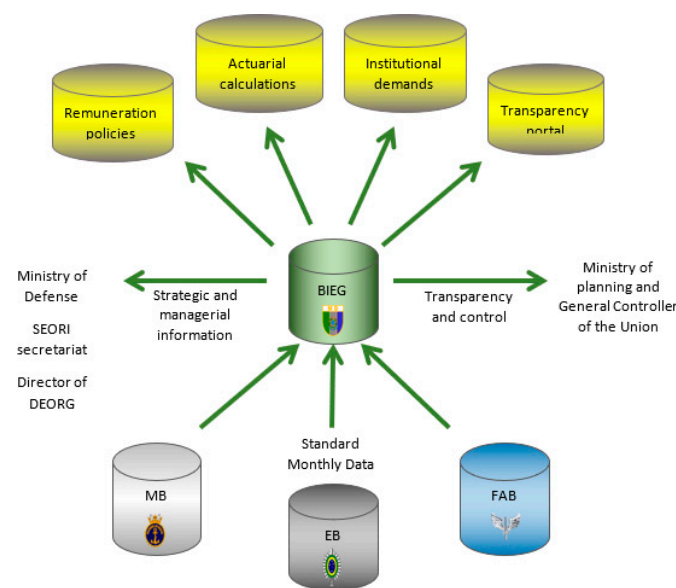 Actuarial
calculations
Institutional
demands
Remuneration
policies
Transparency
portal
Ministry of
Defense
SEORI
secretariat
Director of
DEORG
Strategic and
managerial
information
BIEG
Transparency
and control
Ministry of
planning and
General Controller
of the Union
Standard
Monthly Data
MB
EB
FAB